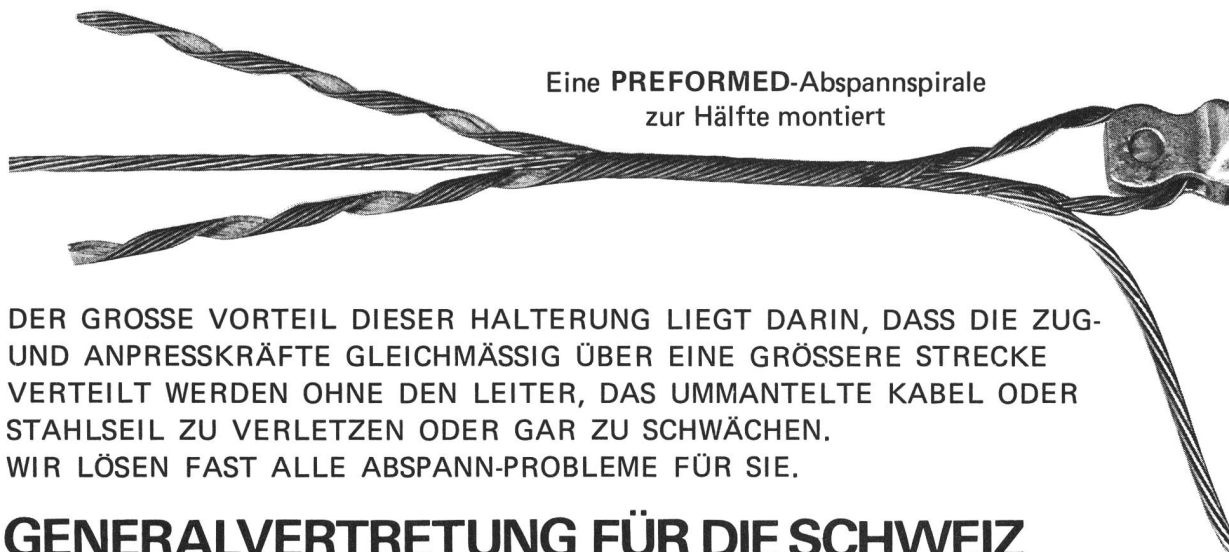 Eine PREFORMED-Abspannspirale
zur Hälfte montiert
DER GROSSE VORTEIL DIESER HALTERUNG LIEGT DARIN, DASS DIE ZUG-
UND ANPRESSKRÄFTE GLEICHMÄSSIG ÜBER EINE GRÖSSERE STRECKE
VERTEILT WERDEN OHNE DEN LEITER, DAS UMMANTELTE KABEL ODER
STAHLSEIL ZU VERLETZEN ODER GAR ZU SCHWÄCHEN.
WIR LÖSEN FAST ALLE ABSPANN-PROBLEME FÜR SIE.
GENERALVERTRETUNG FÜR DIE SCHWEIZ